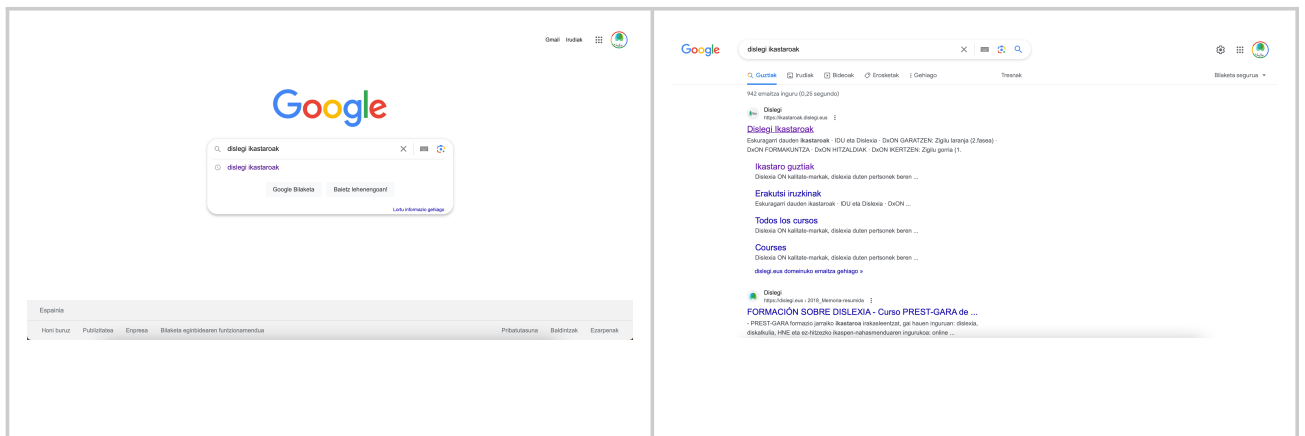 Gmail Irudiak
Google
dislegi ikastaroak
dislegi ikastaroak
Google Bilaketa Baietz lehenengoan!
Lortu informazio gehiago
Espainia
Honi buruz Publizitatea Enpresa Bilaketa eginbidearen funtzionamendua Pribatutasuna Baldintzak Ezarpenak
Google dislegi ikastaroak
Guztiak Irudiak Bideoak Erosketak Gehiago Tresnak Bilaketa segurua
942 emaitza inguru (0,25 segundo)
Dislegi
https://ikastaroak.dislegi.eus
Dislegi Ikastaroak
Eskuragarri dauden ikastaroak · IDU eta Dislexia · DxON GARATZEN: Zigilu laranja (2.fasea) ·
DxON FORMAKUNTZA · DxON HITZALDIAK · DxON IKERTZEN: Zigilu gorria (1.
Ikastaro guztiak
Dislexia ON kalitate-markak, dislexia duten pertsonek beren ...
Erakutsi iruzkinak
Eskuragarri dauden ikastaroak · IDU eta Dislexia · DxON ...
Todos los cursos
Dislexia ON kalitate-markak, dislexia duten pertsonek beren ...
Courses
Dislexia ON kalitate-markak, dislexia duten pertsonek beren ...
dislegi.eus domeinuko emaitza gehiago »
Dislegi
https://dislegi.eus › 2018_Memoria-resumida
FORMACIÓN SOBRE DISLEXIA - Curso PREST-GARA de ...
- PREST-GARA formazio jarraiko ikastaroa irakasleentzat, gai hauen inguruan: dislexia,
diskalkulia, HNE eta ez-hitzezko ikaspen-nahasmenduaren ingurukoa: online ...